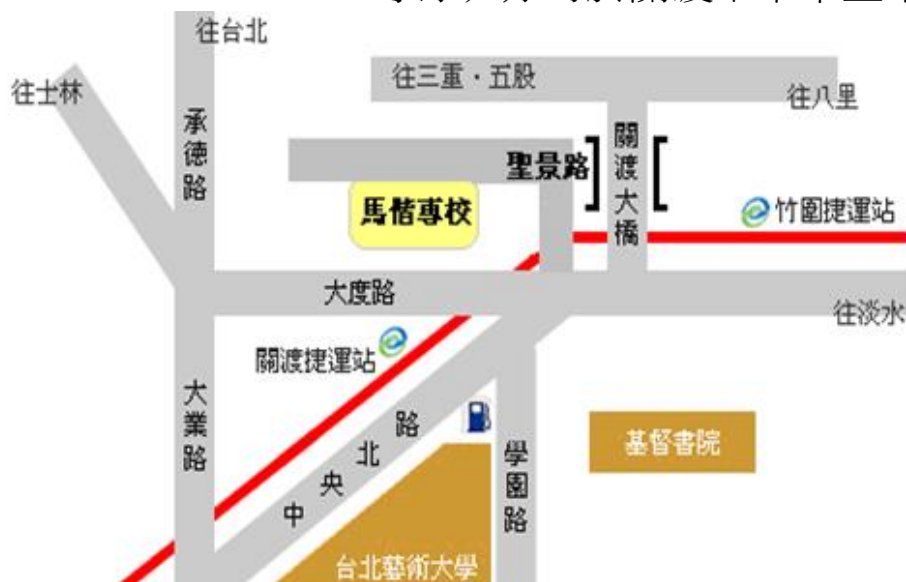 往台北
往士林
往三重・五股
往八里
承德路
關渡大橋
聖景路
馬偕專校
竹圍捷運站
大度路
往淡水
關渡捷運站
大業路
中央北路
學園路
基督書院
台北藝術大學